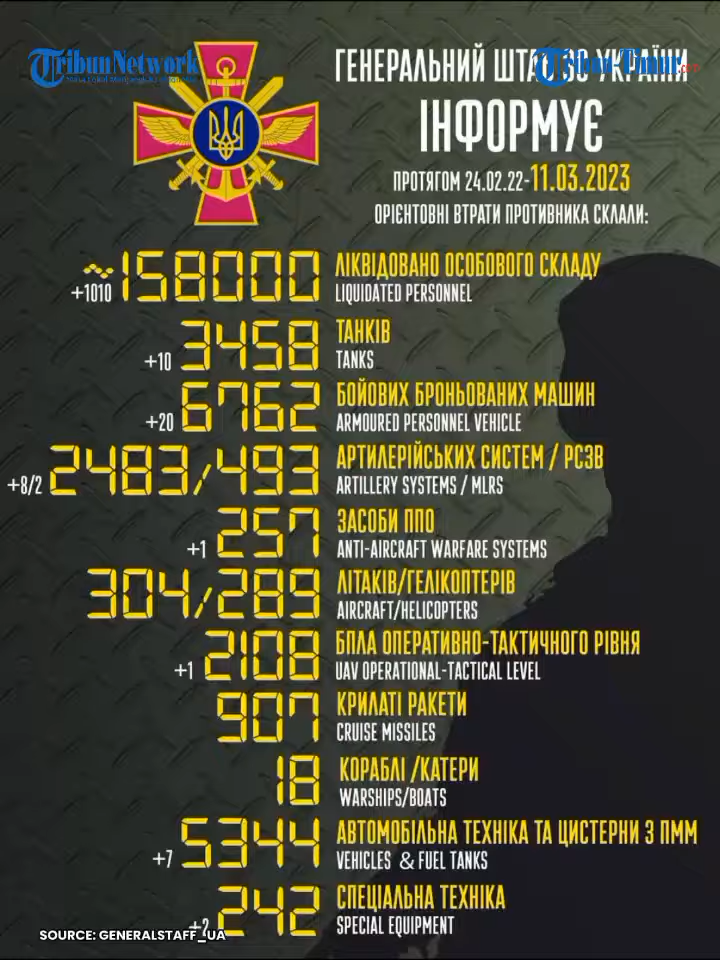 TribunNetwork
Tribun-Timur.com
ГЕНЕРАЛЬНИЙ ШТАБ ЗС УКРАЇНИ
ІНФОРМУЄ
ПРОТЯГОМ 24.02.22-11.03.2023
ОРІЄНТОВНІ ВТРАТИ ПРОТИВНИКА СКЛАЛИ:
~158000 ЛІКВІДОВАНО ОСОБОВОГО СКЛАДУ
+1010 LIQUIDATED PERSONNEL
3458 ТАНКІВ
+10 TANKS
6762 БОЙОВИХ БРОНЬОВАНИХ МАШИН
+20 ARMOURED PERSONNEL VEHICLE
2483/493 АРТИЛЕРІЙСЬКИХ СИСТЕМ / РСЗВ
+8/2 ARTILLERY SYSTEMS / MLRS
257 ЗАСОБИ ППО
+1 ANTI-AIRCRAFT WARFARE SYSTEMS
304/289 ЛІТАКІВ/ГЕЛІКОПТЕРІВ
AIRCRAFT/HELICOPTERS
2108 БПЛА ОПЕРАТИВНО-ТАКТИЧНОГО РІВНЯ
+1 UAV OPERATIONAL-TACTICAL LEVEL
907 КРИЛАТІ РАКЕТИ
CRUISE MISSILES
18 КОРАБЛІ /КАТЕРИ
WARSHIPS/BOATS
5344 АВТОМОБІЛЬНА ТЕХНІКА ТА ЦИСТЕРНИ З ПММ
+7 VEHICLES & FUEL TANKS
242 СПЕЦІАЛЬНА ТЕХНІКА
+2 SPECIAL EQUIPMENT
SOURCE: GENERALSTAFF_UA